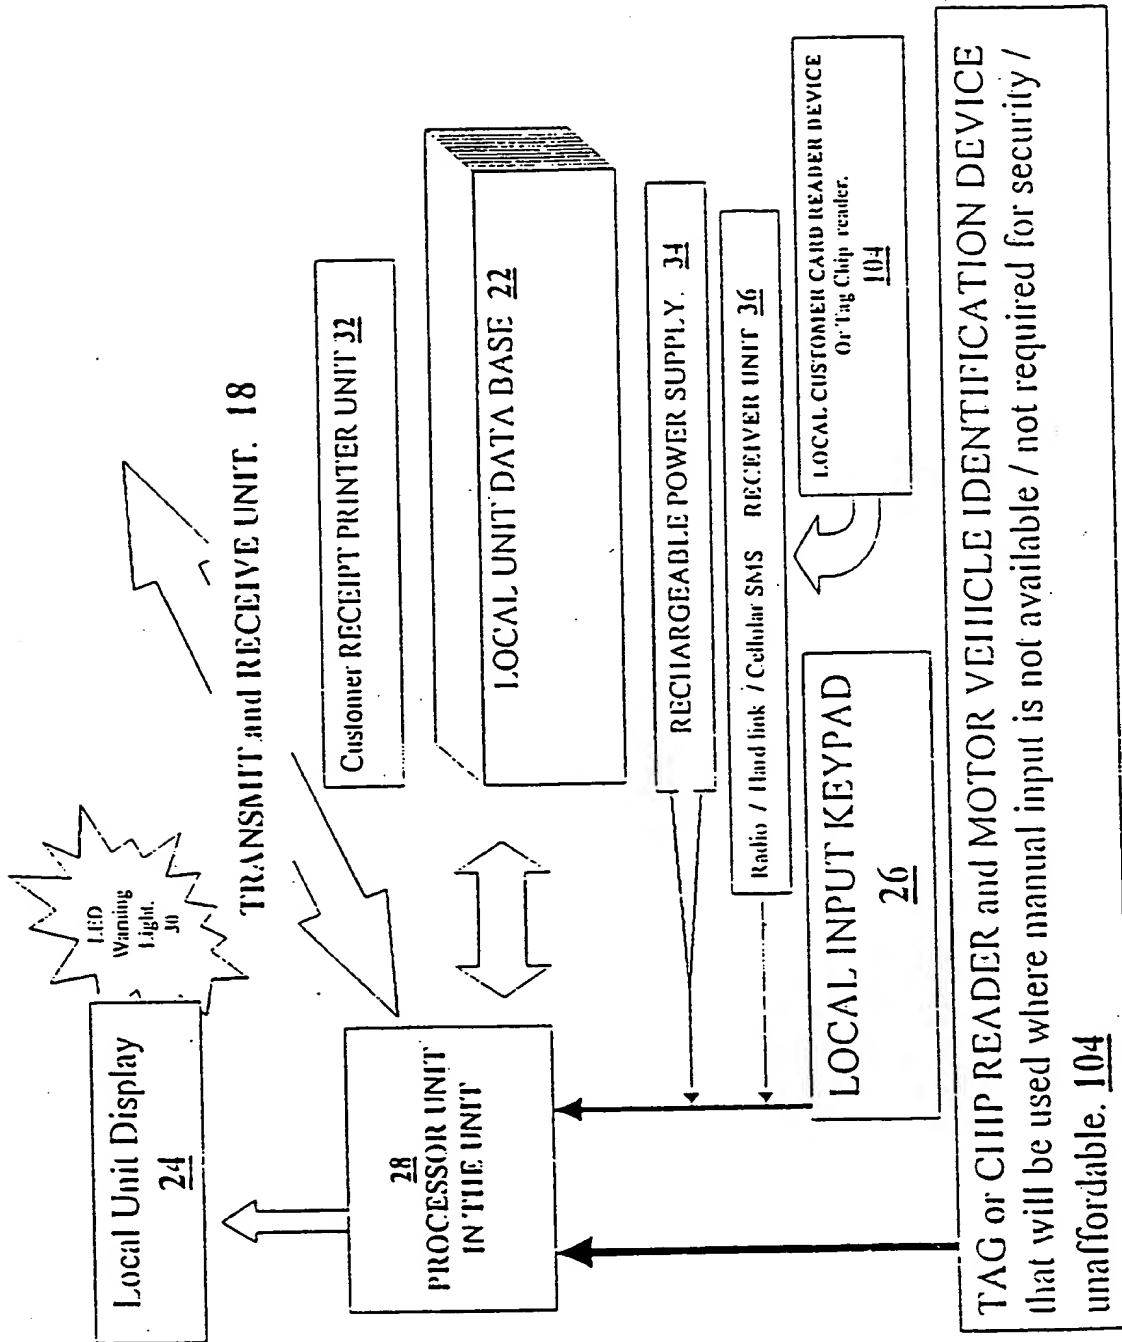 Local Unit Display
24
LED
Warning
Light.
30
TRANSMIT and RECEIVE UNIT. 18
28
PROCESSOR UNIT
IN THE UNIT
Customer RECEIPT PRINTER UNIT 32
LOCAL UNIT DATA BASE 22
RECHARGEABLE POWER SUPPLY. 34
Radio / Hard link / Cellular SMS RECEIVER UNIT 36
LOCAL INPUT KEYPAD
26
LOCAL CUSTOMER CARD READER DEVICE
Or Tag Chip reader.
104
TAG or CHIP READER and MOTOR VEHICLE IDENTIFICATION DEVICE
that will be used where manual input is not available / not required for security /
unaffordable. 104